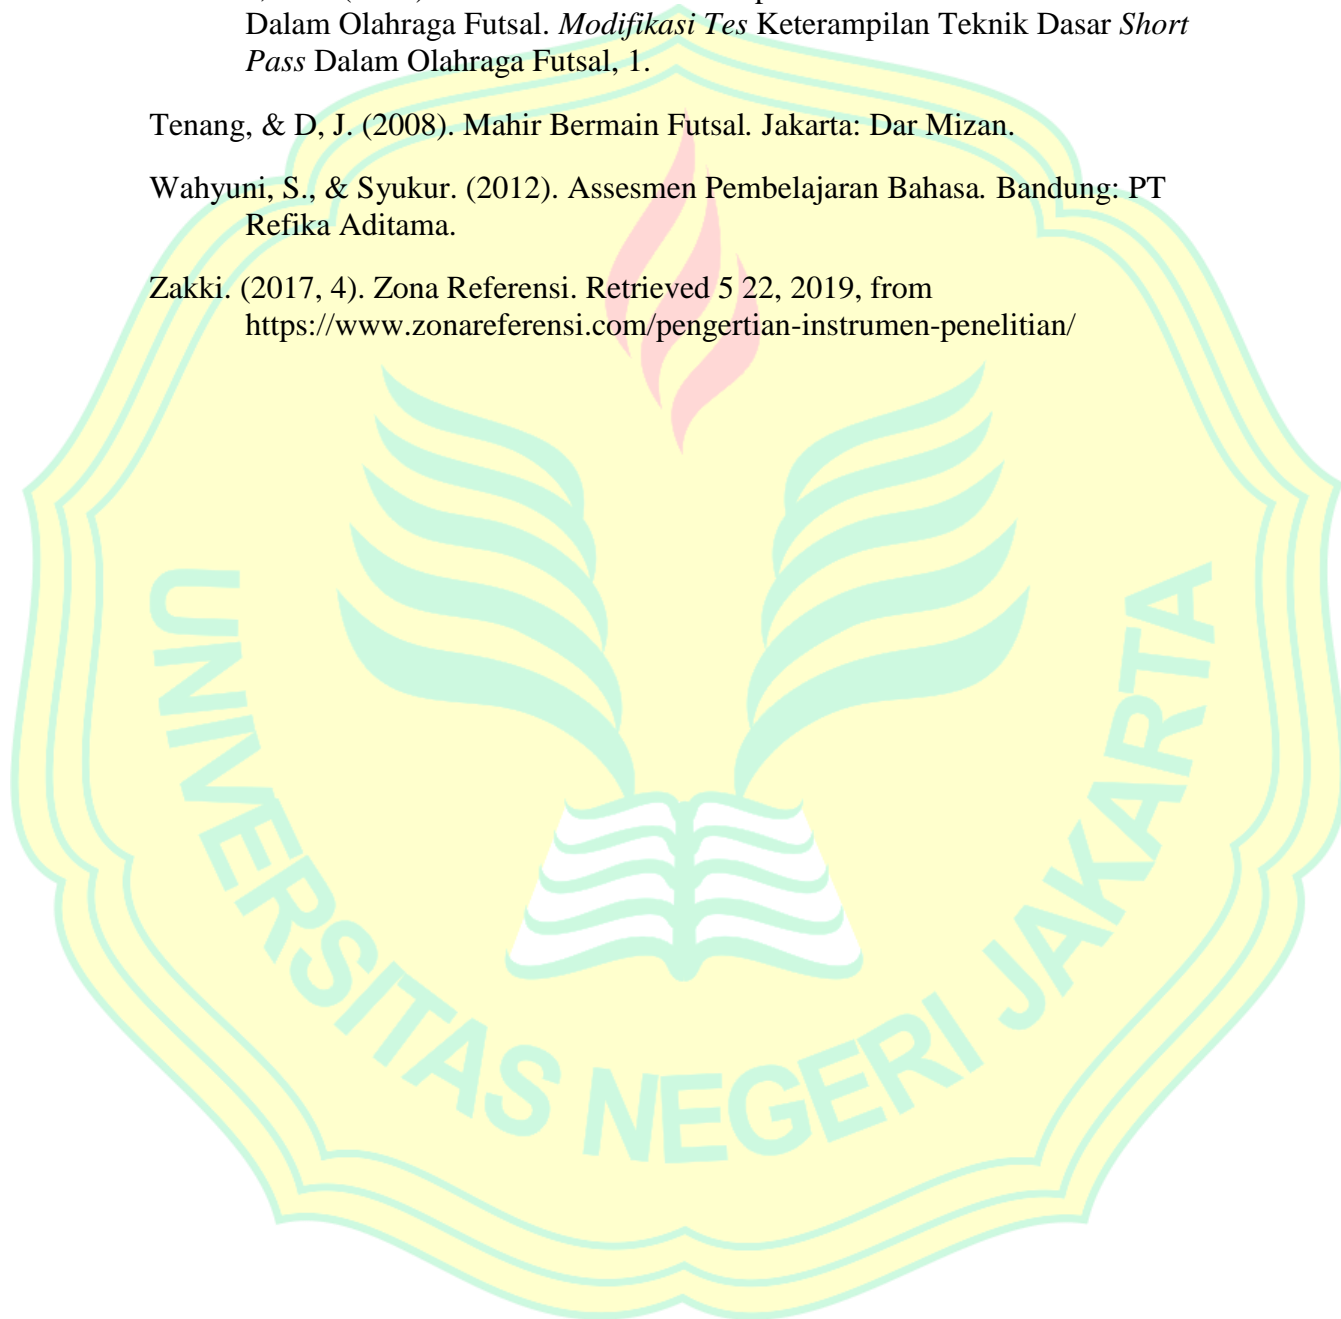 Dalam Olahraga Futsal. Modifikasi Tes Keterampilan Teknik Dasar Short
Pass Dalam Olahraga Futsal, 1.
Tenang, & D, J. (2008). Mahir Bermain Futsal. Jakarta: Dar Mizan.
Wahyuni, S., & Syukur. (2012). Assesmen Pembelajaran Bahasa. Bandung: PT
Refika Aditama.
Zakki. (2017, 4). Zona Referensi. Retrieved 5 22, 2019, from
https://www.zonareferensi.com/pengertian-instrumen-penelitian/
UNIVERSITAS NEGERI JAKARTA